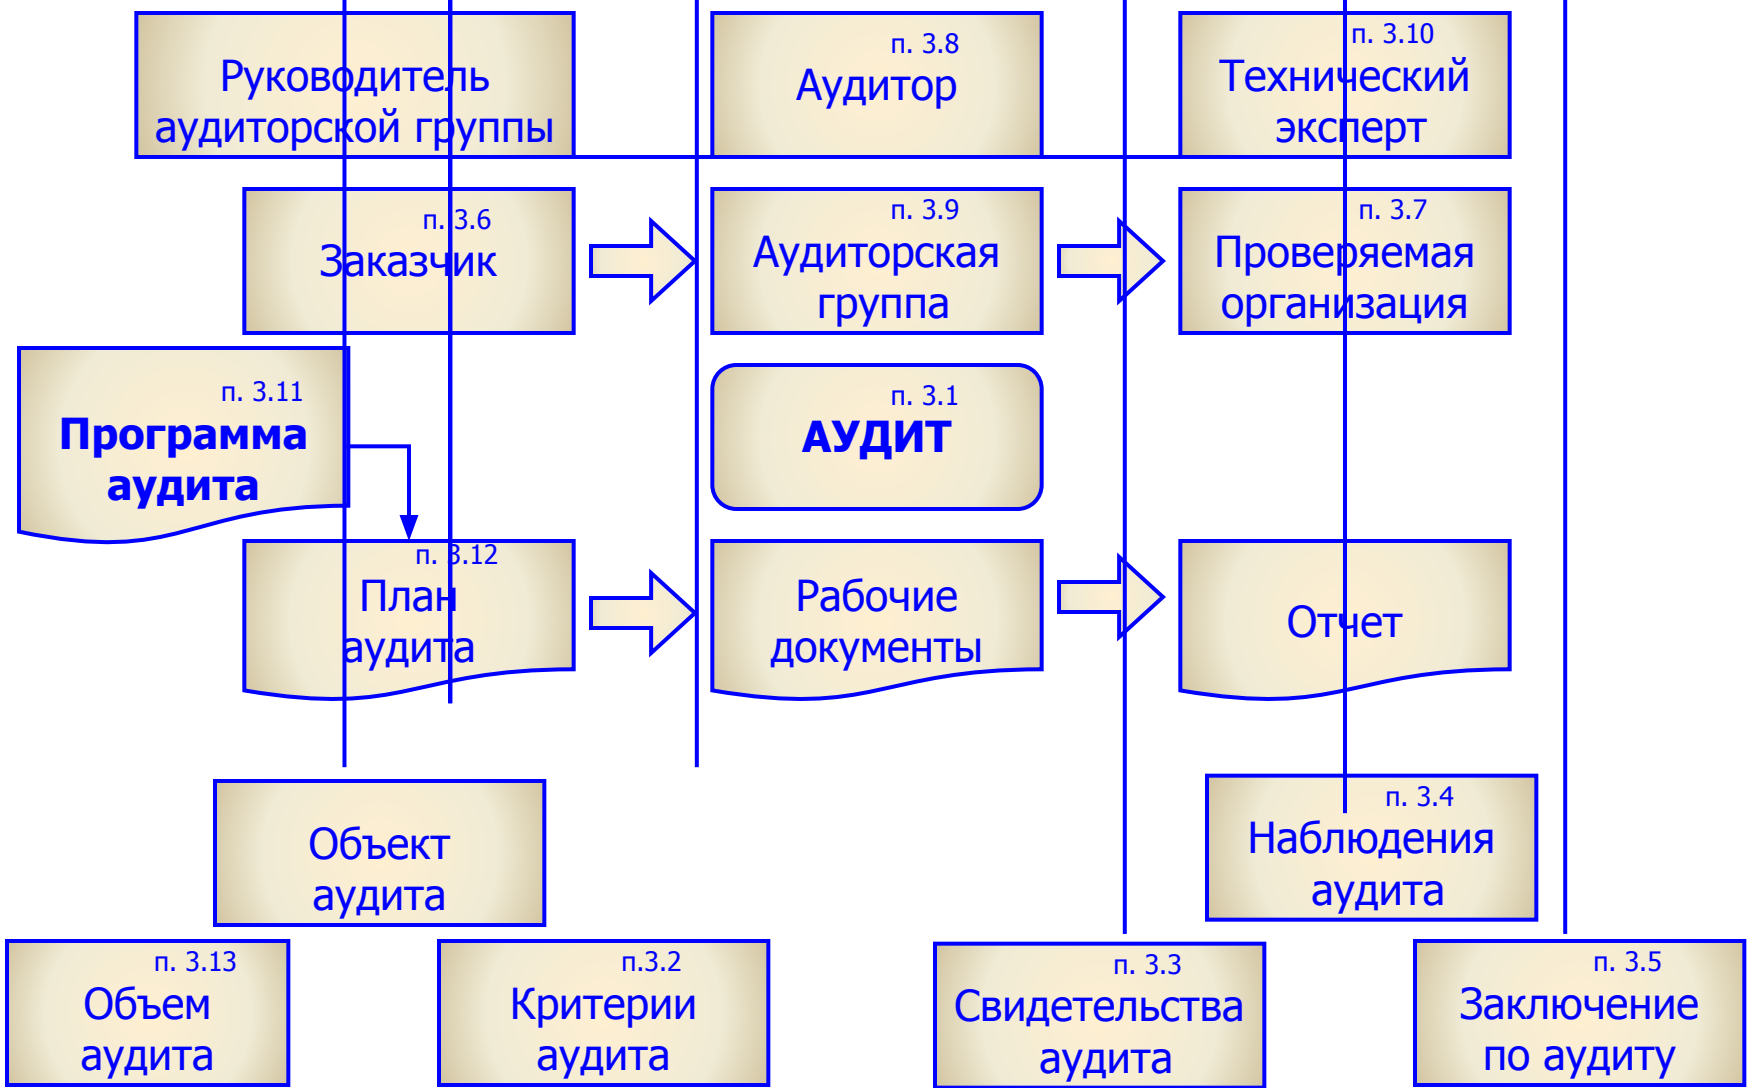 Руководитель
аудиторской группы
п. 3.8
Аудитор
п. 3.10
Технический
эксперт
п. 3.6
Заказчик
п. 3.9
Аудиторская
группа
п. 3.7
Проверяемая
организация
п. 3.11
Программа
аудита
п. 3.1
АУДИТ
п. 3.12
План
аудита
Рабочие
документы
Отчет
Объект
аудита
п. 3.4
Наблюдения
аудита
п. 3.13
Объем
аудита
п.3.2
Критерии
аудита
п. 3.3
Свидетельства
аудита
п. 3.5
Заключение
по аудиту